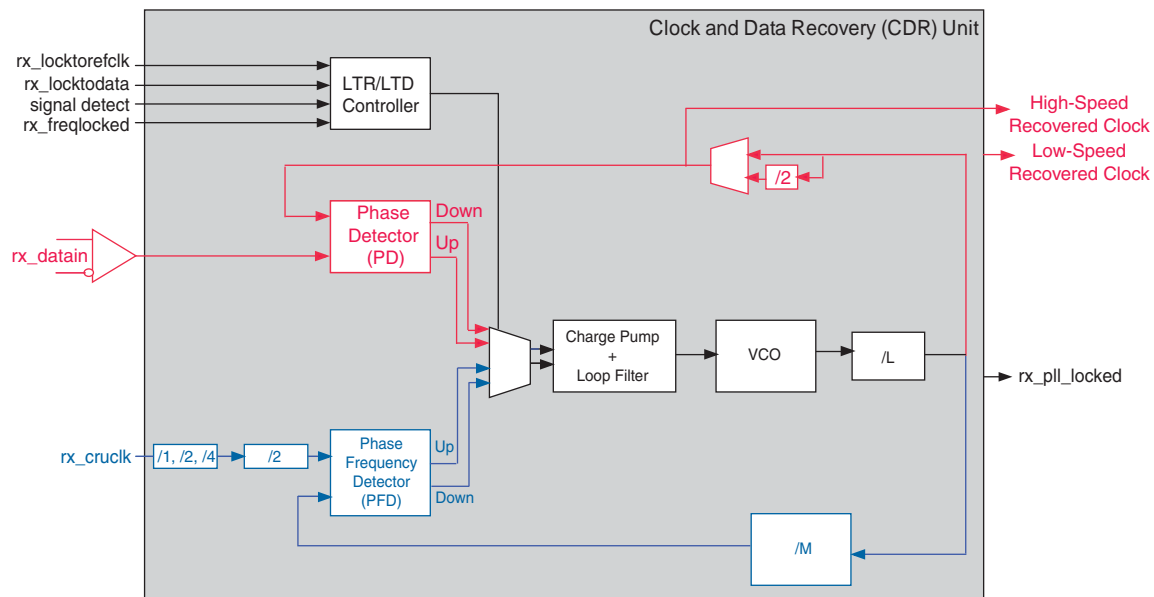 Clock and Data Recovery (CDR) Unit
rx_locktorefclk
rx_locktodata
signal detect
rx_freqlocked
LTR/LTD
Controller
High-Speed
Recovered Clock
Low-Speed
Recovered Clock
/2
rx_datain
Phase
Detector
(PD)
Down
Up
Charge Pump
+
Loop Filter
VCO
/L
rx_pll_locked
rx_cruclk
/1, /2, /4
/2
Phase
Frequency
Detector
(PFD)
Up
Down
/M